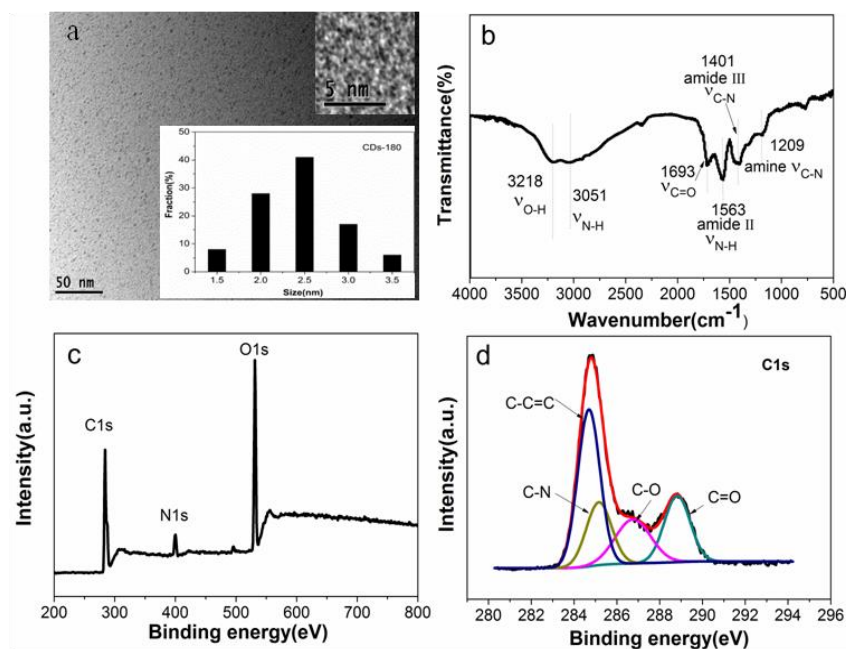 a
5 nm
50
40
30
20
10
0
Fraction(%)
CDs-180
1.5 2.0 2.5 3.0 3.5
Size(nm)
50 nm
b
Transmittance(%)
1401
amide III
νC-N
1209
amine νC-N
3218
νO-H
3051
νN-H
1693
νC=O
1563
amide II
νN-H
4000 3500 3000 2500 2000 1500 1000 500
Wavenumber(cm⁻¹)
c
Intensity(a.u.)
O1s
C1s
N1s
200 300 400 500 600 700 800
Binding energy(eV)
d
C1s
Intensity(a.u.)
C-C=C
C-N
C-O
C=O
280 282 284 286 288 290 292 294 296
Binding energy(eV)